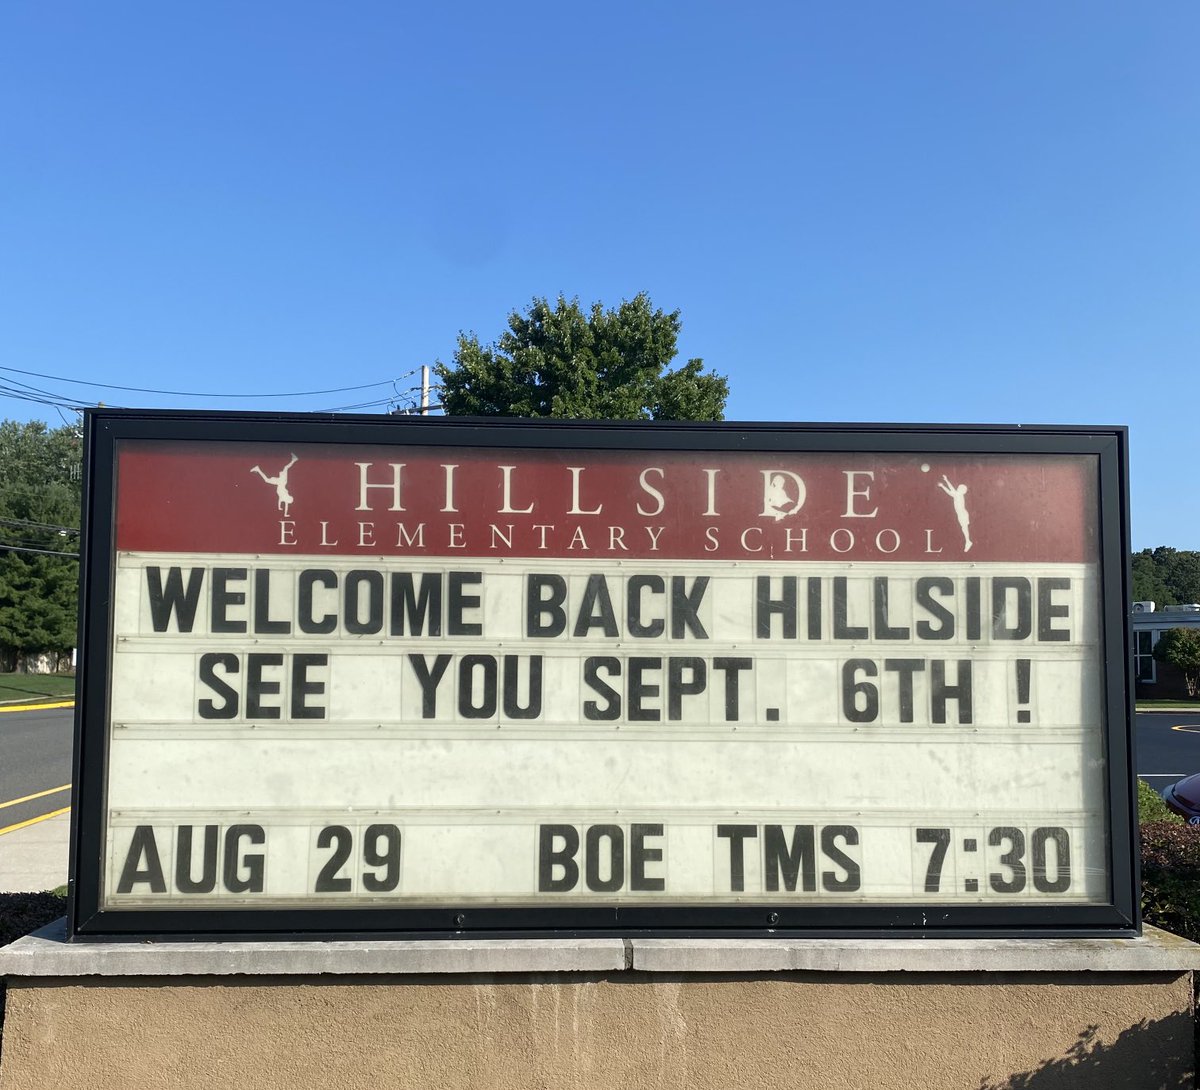 HILLSIDE
ELEMENTARY SCHOOL
WELCOME BACK HILLSIDE
SEE YOU SEPT. 6TH !
AUG 29 BOE TMS 7:30